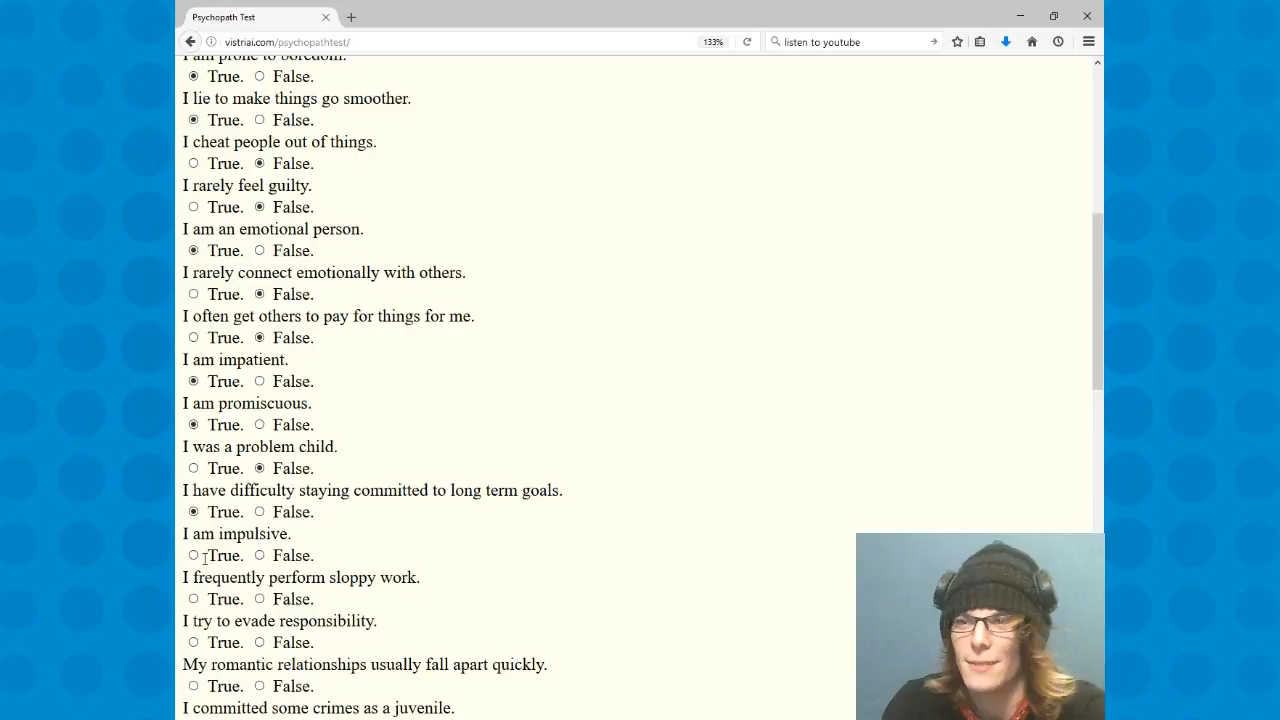 Psychopath Test
vistriai.com/psychopathtest/
133%
listen to youtube
I am prone to boredom.
True. False.
I lie to make things go smoother.
True. False.
I cheat people out of things.
True. False.
I rarely feel guilty.
True. False.
I am an emotional person.
True. False.
I rarely connect emotionally with others.
True. False.
I often get others to pay for things for me.
True. False.
I am impatient.
True. False.
I am promiscuous.
True. False.
I was a problem child.
True. False.
I have difficulty staying committed to long term goals.
True. False.
I am impulsive.
True. False.
I frequently perform sloppy work.
True. False.
I try to evade responsibility.
True. False.
My romantic relationships usually fall apart quickly.
True. False.
I committed some crimes as a juvenile.